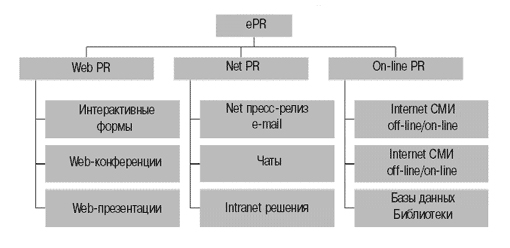 ePR
Web PR
Net PR
On-line PR
Интерактивные
формы
Net пресс-релиз
e-mail
Internet СМИ
off-line/on-line
Web-конференции
Чаты
Internet СМИ
off-line/on-line
Web-презентации
Intranet решения
Базы данных
Библиотеки